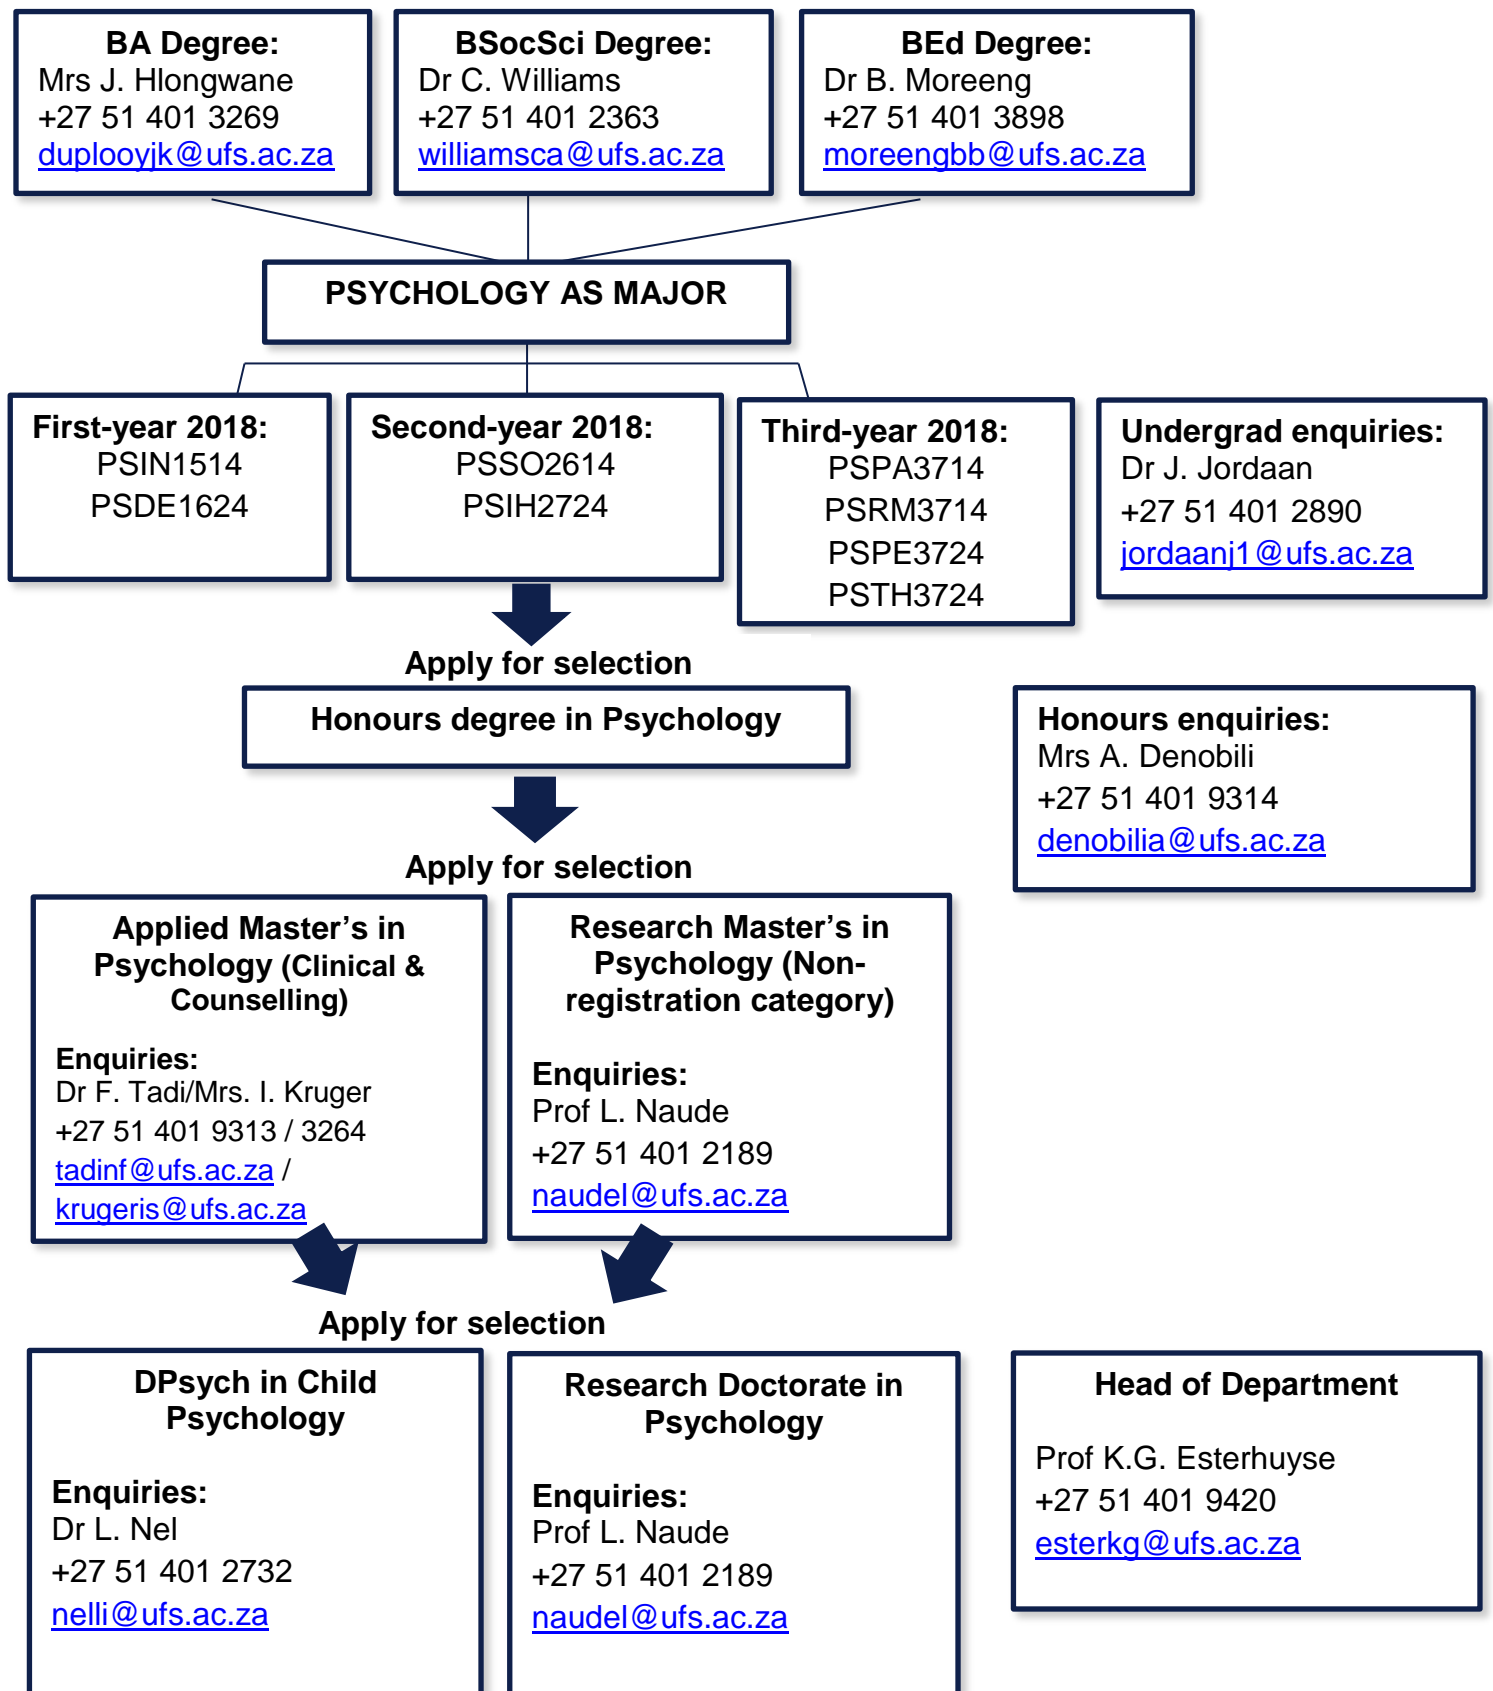 BA Degree:
Mrs J. Hlongwane
+27 51 401 3269
duplooyjk@ufs.ac.za
BSocSci Degree:
Dr C. Williams
+27 51 401 2363
williamsca@ufs.ac.za
BEd Degree:
Dr B. Moreeng
+27 51 401 3898
moreengbb@ufs.ac.za
PSYCHOLOGY AS MAJOR
First-year 2018:
PSIN1514
PSDE1624
Second-year 2018:
PSSO2614
PSIH2724
Third-year 2018:
PSPA3714
PSRM3714
PSPE3724
PSTH3724
Undergrad enquiries:
Dr J. Jordaan
+27 51 401 2890
jordaanj1@ufs.ac.za
Apply for selection
Honours degree in Psychology
Honours enquiries:
Mrs A. Denobili
+27 51 401 9314
denobilia@ufs.ac.za
Apply for selection
Applied Master’s in
Psychology (Clinical &
Counselling)
Enquiries:
Dr F. Tadi/Mrs. I. Kruger
+27 51 401 9313 / 3264
tadinf@ufs.ac.za /
krugeris@ufs.ac.za
Research Master’s in
Psychology (Non-
registration category)
Enquiries:
Prof L. Naude
+27 51 401 2189
naudel@ufs.ac.za
Apply for selection
DPsych in Child
Psychology
Enquiries:
Dr L. Nel
+27 51 401 2732
nelli@ufs.ac.za
Research Doctorate in
Psychology
Enquiries:
Prof L. Naude
+27 51 401 2189
naudel@ufs.ac.za
Head of Department
Prof K.G. Esterhuyse
+27 51 401 9420
esterkg@ufs.ac.za